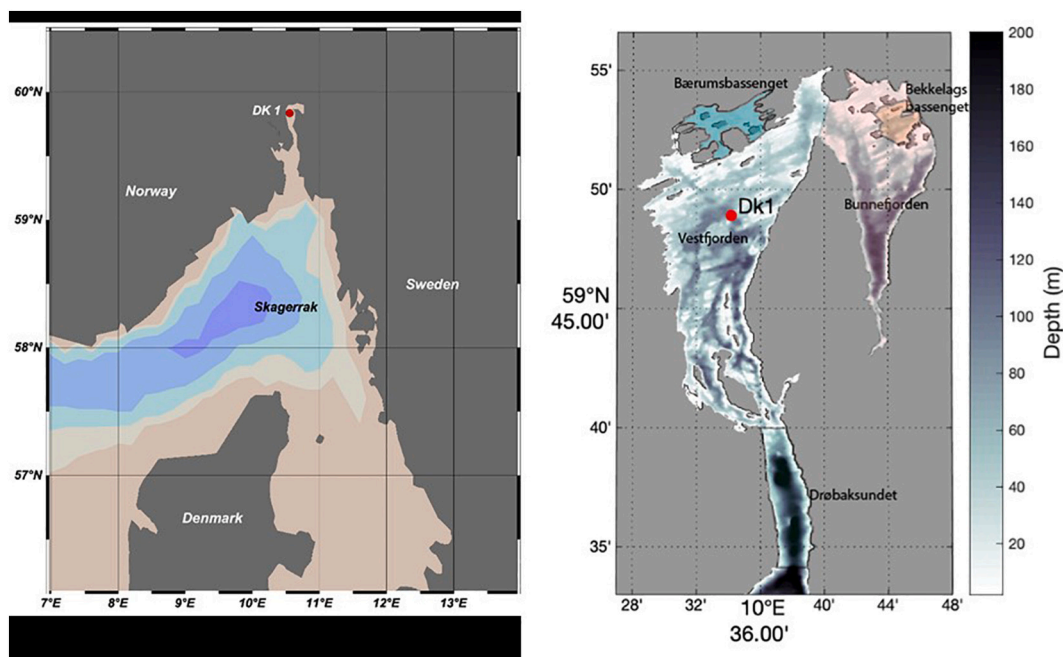 60°N
DK 1
Norway
59°N
Sweden
Skagerrak
58°N
57°N
Denmark
7°E 8°E 9°E 10°E 11°E 12°E 13°E
55'
Bærumsbassenget
Bekkelags
bassenget
50'
Dk1
Bunnefjorden
Vestfjorden
59°N
45.00'
40'
Drøbaksundet
35'
28' 32' 10°E 40' 44' 48'
36.00'
200
180
160
140
120
100
80
60
40
20
Depth (m)